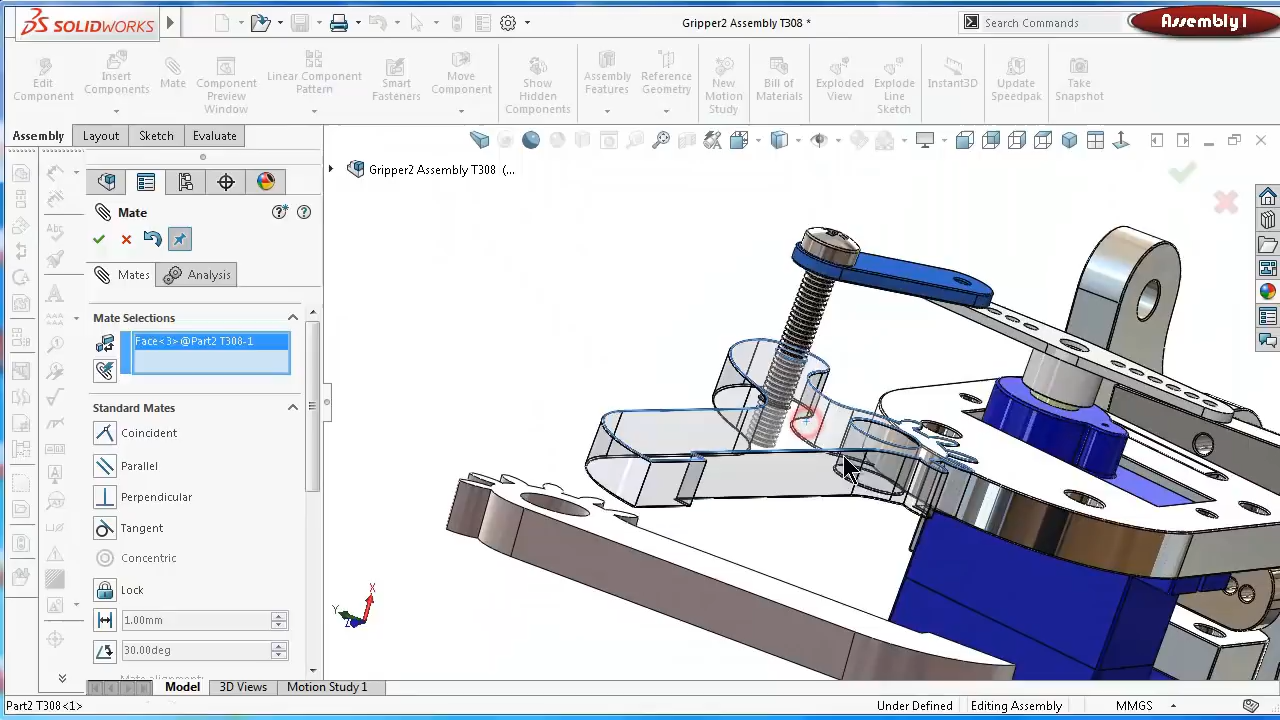 SOLIDWORKS
Gripper2 Assembly T308 *
Search Commands
Assembly1
Edit Component
Insert Components
Mate
Component Preview Window
Linear Component Pattern
Smart Fasteners
Move Component
Show Hidden Components
Assembly Features
Reference Geometry
New Motion Study
Bill of Materials
Exploded View
Explode Line Sketch
Instant3D
Update Speedpak
Take Snapshot
Assembly Layout Sketch Evaluate
Gripper2 Assembly T308 (...
Mate
Mates Analysis
Mate Selections
Face<3>@Part2 T308-1
Standard Mates
Coincident
Parallel
Perpendicular
Tangent
Concentric
Lock
1.00mm
30.00deg
Mate alignment:
X
Y
Z
Model 3D Views Motion Study 1
Part2 T308<1> Under Defined Editing Assembly MMGS